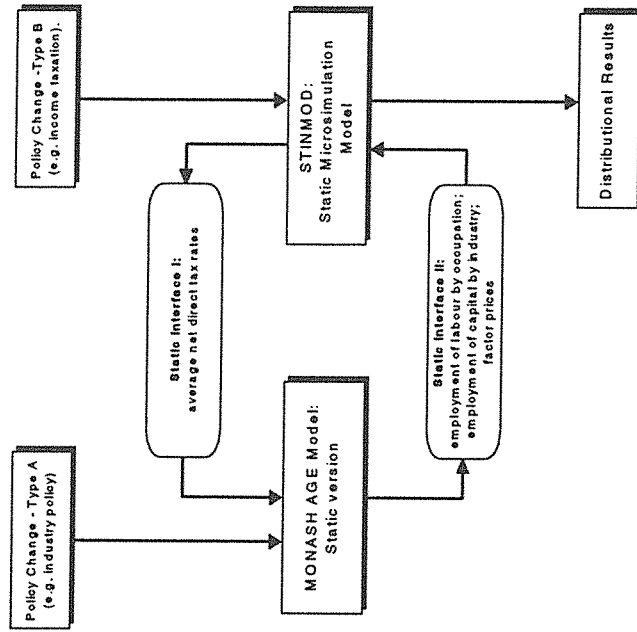 Policy Change - Type A
(e.g. industry policy)
Policy Change -Type B
(e.g. income taxation).
Static Interface I:
average net direct tax rates
MONASH AGE Model:
Static version
STINMOD:
Static Microsimulation
Model
Static Interface II:
employment of labour by occupation;
employment of capital by industry;
factor prices
Distributional Results